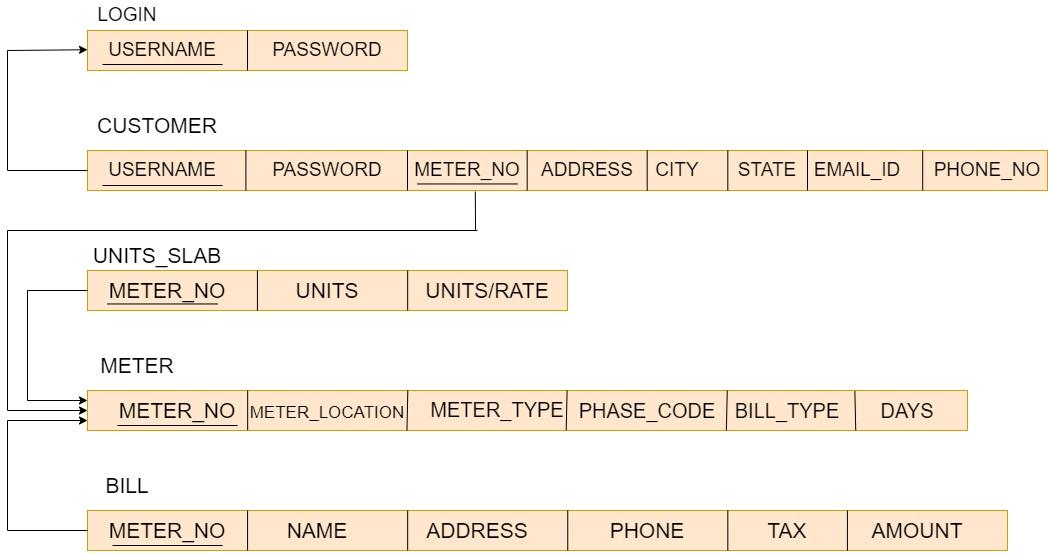 LOGIN
USERNAME PASSWORD
CUSTOMER
USERNAME PASSWORD METER_NO ADDRESS CITY STATE EMAIL_ID PHONE_NO
UNITS_SLAB
METER_NO UNITS UNITS/RATE
METER
METER_NO METER_LOCATION METER_TYPE PHASE_CODE BILL_TYPE DAYS
BILL
METER_NO NAME ADDRESS PHONE TAX AMOUNT